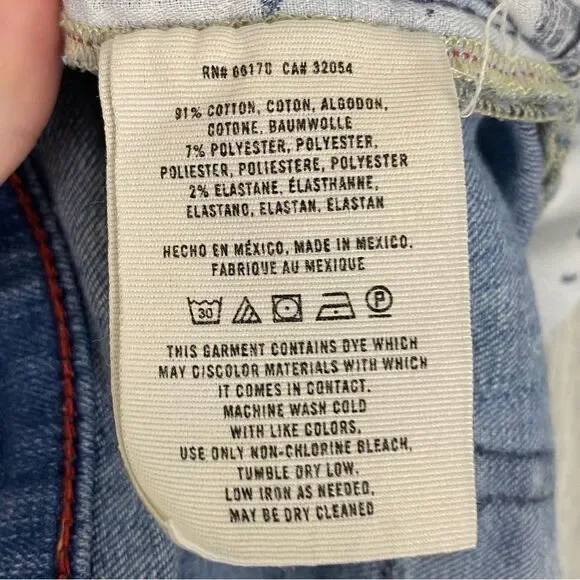 RN# 66170 CA# 32054
91% COTTON, COTON, ALGODON,
COTONE, BAUMWOLLE
7% POLYESTER, POLYESTER,
POLIESTER, POLIESTERE, POLYESTER
2% ELASTANE, ÉLASTHANNE,
ELASTANO, ELASTAN, ELASTAN
HECHO EN MÉXICO, MADE IN MEXICO.
FABRIQUE AU MEXIQUE
30 P
THIS GARMENT CONTAINS DYE WHICH
MAY DISCOLOR MATERIALS WITH WHICH
IT COMES IN CONTACT.
MACHINE WASH COLD
WITH LIKE COLORS,
USE ONLY NON-CHLORINE BLEACH,
TUMBLE DRY LOW,
LOW IRON AS NEEDED,
MAY BE DRY CLEANED